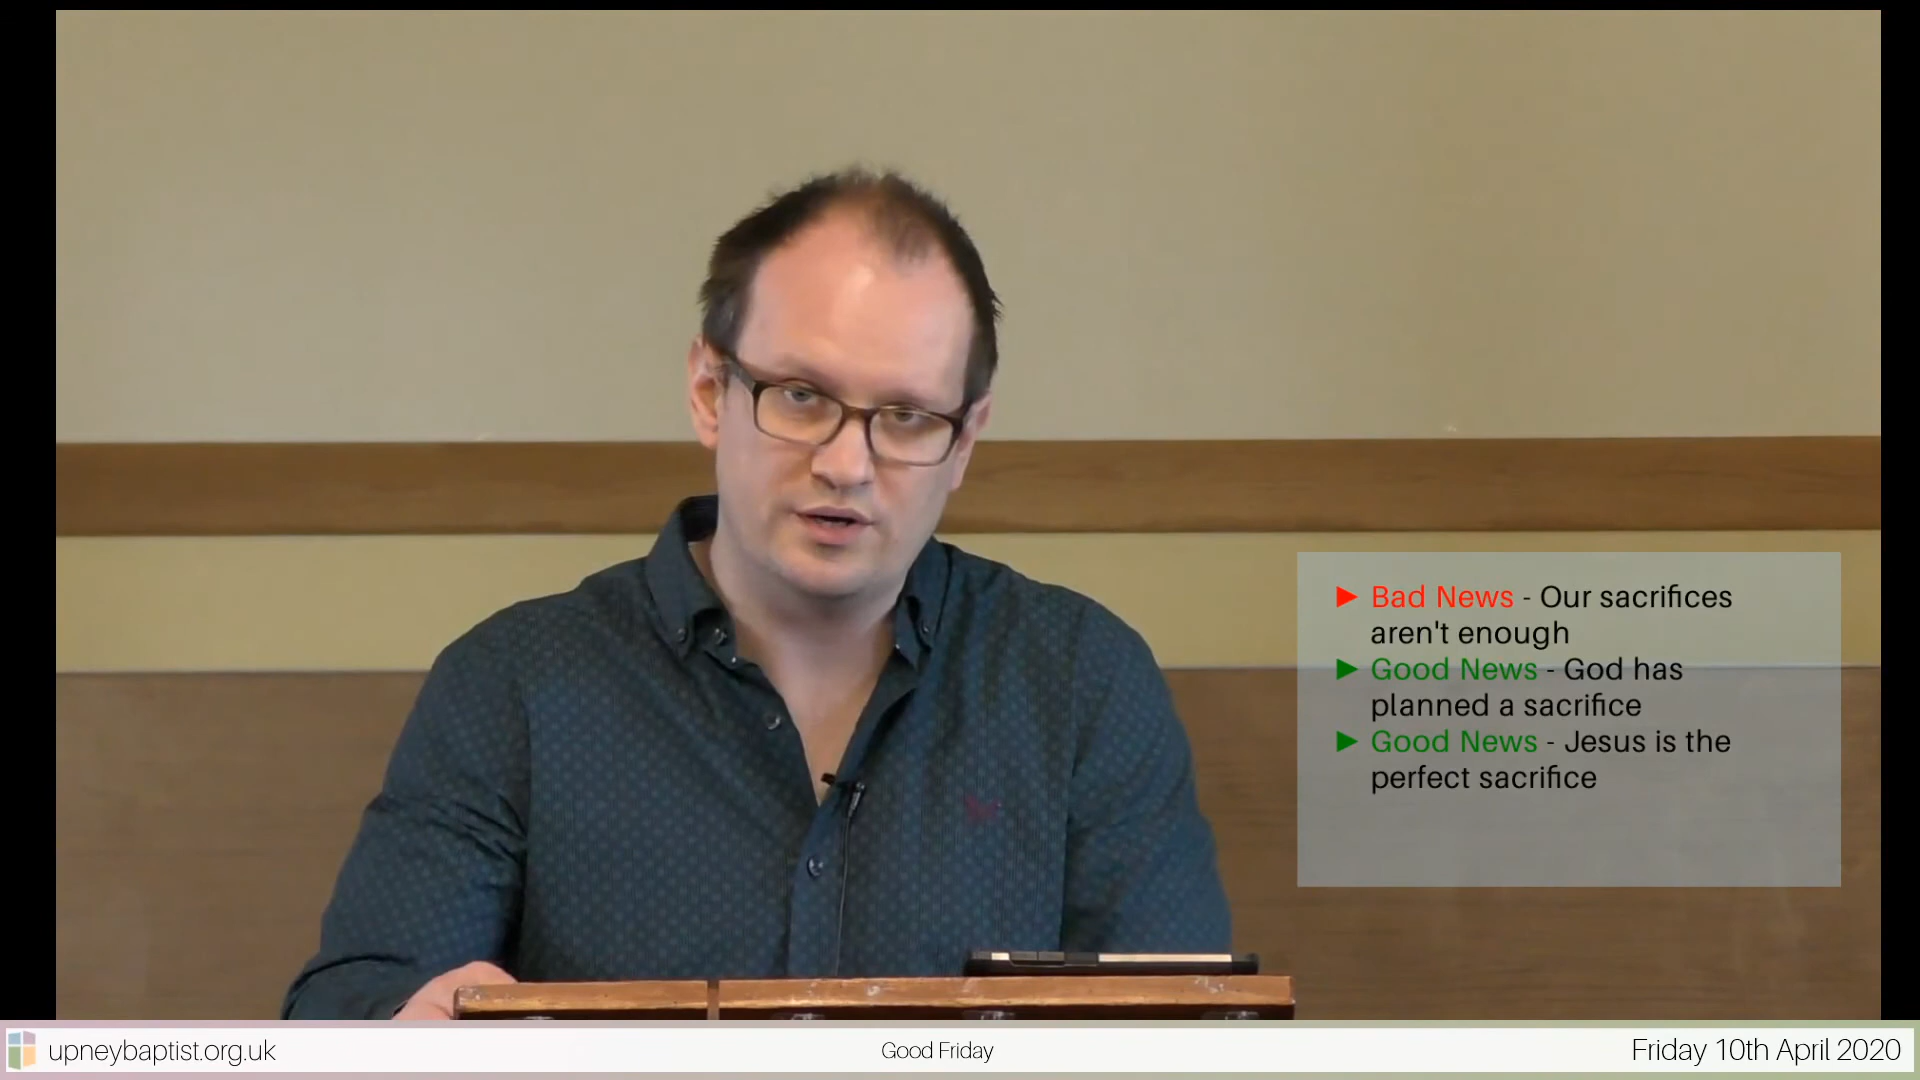 ► Bad News - Our sacrifices
aren't enough
► Good News - God has
planned a sacrifice
► Good News - Jesus is the
perfect sacrifice
upneybaptist.org.uk
Good Friday
Friday 10th April 2020